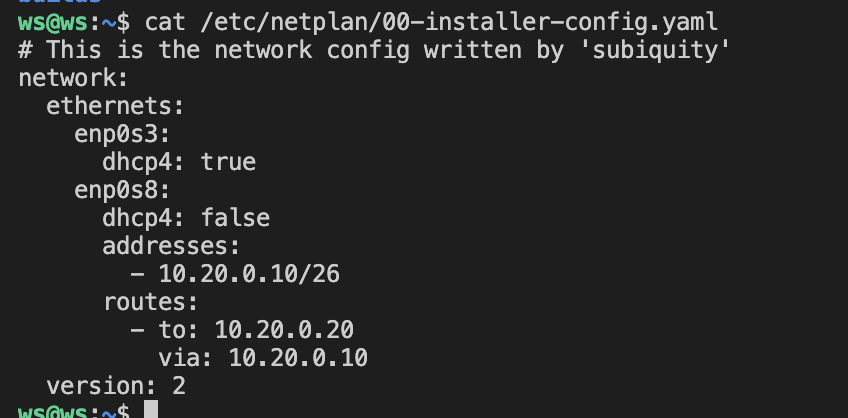 ws@ws:~$ cat /etc/netplan/00-installer-config.yaml
# This is the network config written by 'subiquity'
network:
  ethernets:
    enp0s3:
      dhcp4: true
    enp0s8:
      dhcp4: false
      addresses:
        - 10.20.0.10/26
      routes:
        - to: 10.20.0.20
          via: 10.20.0.10
  version: 2
ws@ws:~$